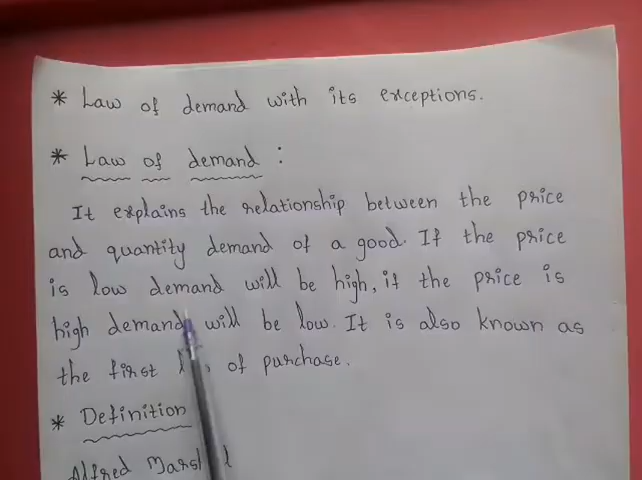 * Law of demand with its exceptions.
* Law of demand :
It explains the relationship between the price
and quantity demand of a good. If the price
is low demand will be high, if the price is
high demand will be low. It is also known as
the first of purchase.
* Definition
Alfred